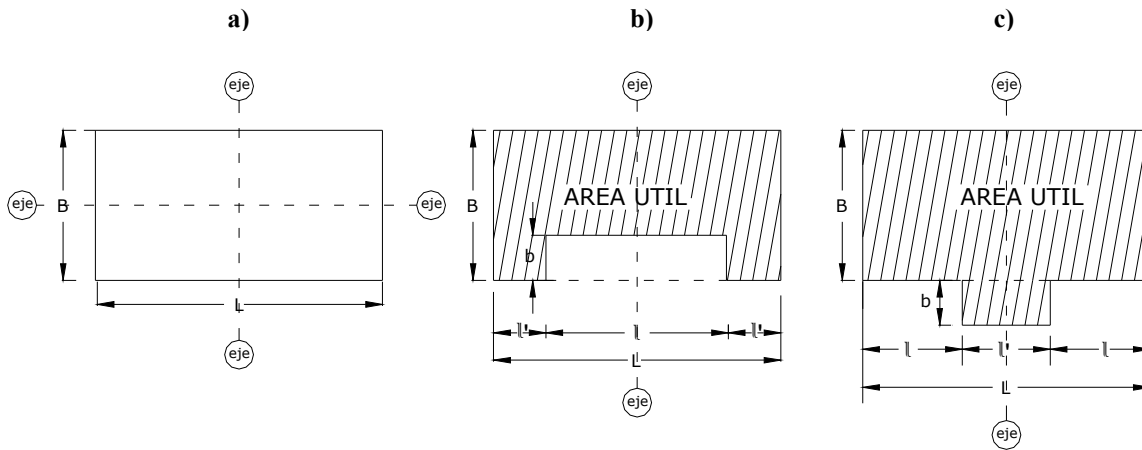 a) b) c)
eje eje eje
B B B
AREA UTIL AREA UTIL
eje eje
b b
L
l' l l' l l' l
eje L L
eje
eje